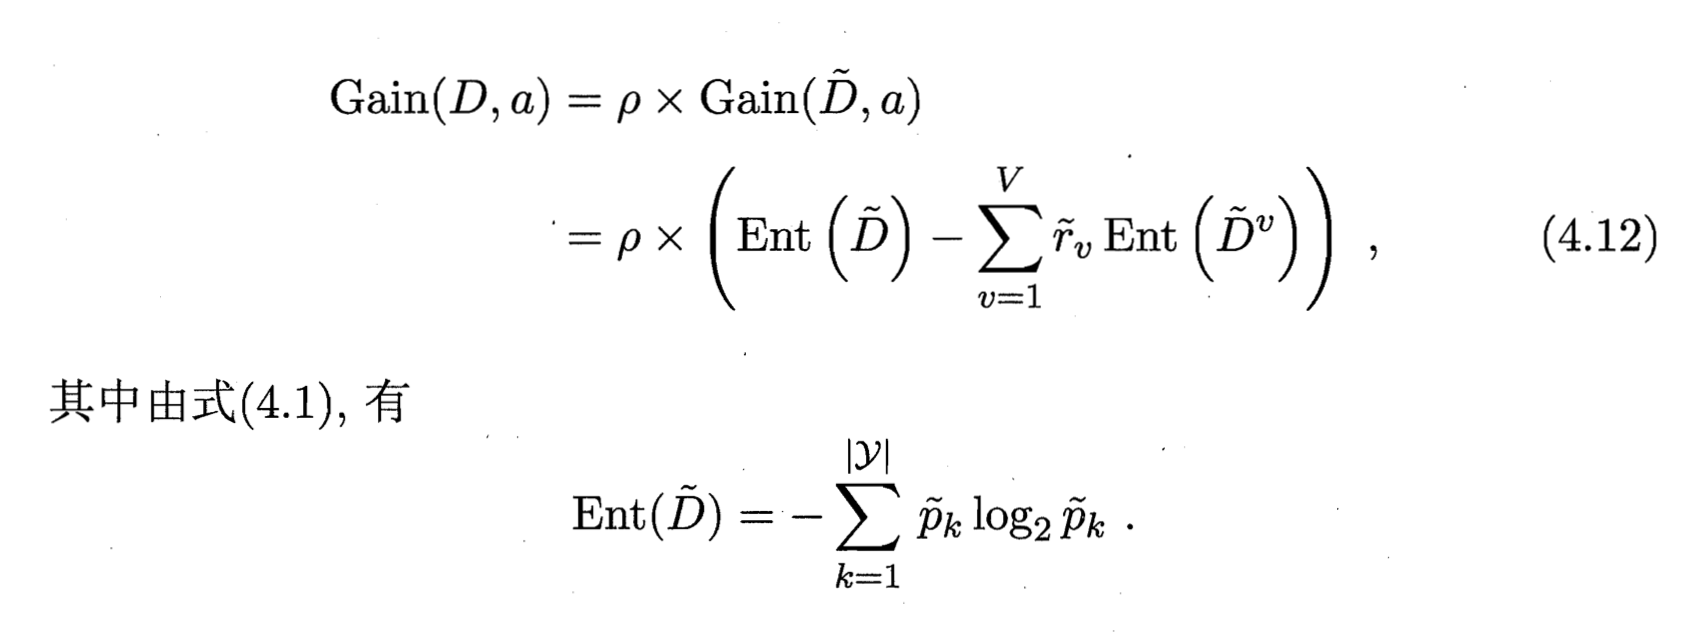 Gain(D, a) = ρ × Gain(D̃, a)
= ρ × ( Ent ( D̃ ) − ∑_{v=1}^{V} r̃_v Ent ( D̃^v ) ) , (4.12)
其中由式(4.1), 有
Ent(D̃) = − ∑_{k=1}^{|𝒴|} p̃_k log_2 p̃_k .